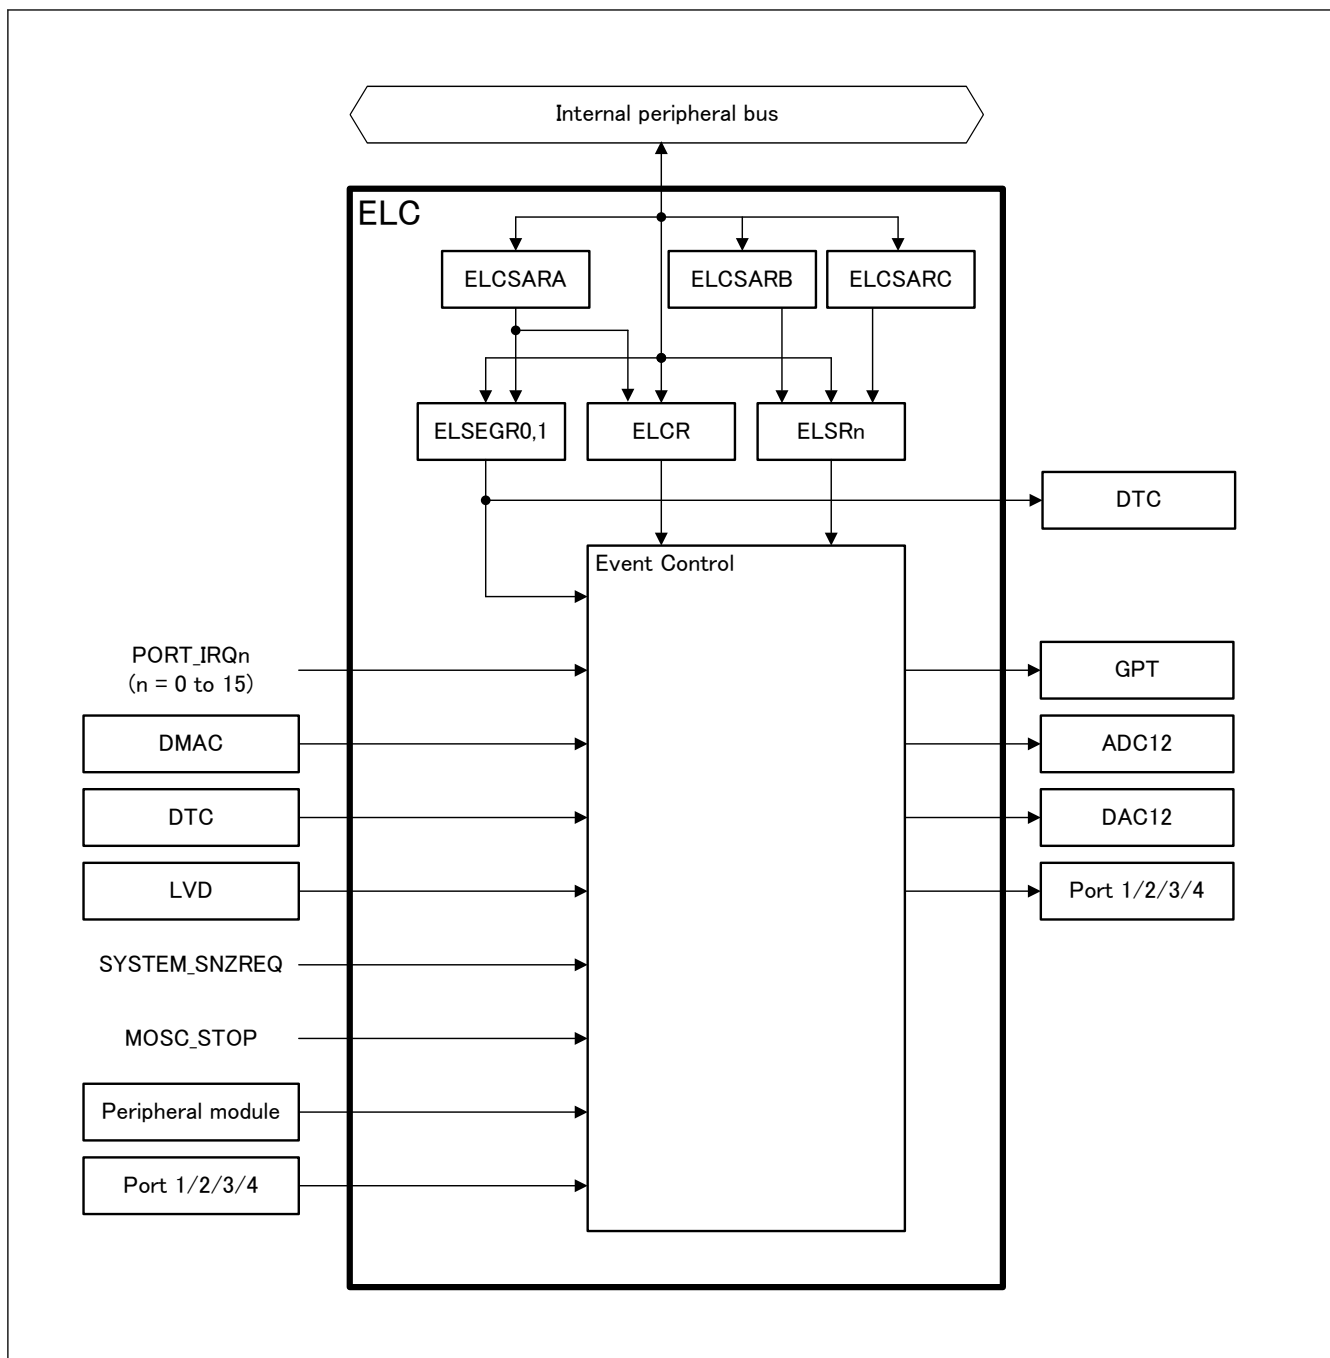 Internal peripheral bus
ELC
ELCSARA
ELCSARB
ELCSARC
ELSEGR0,1
ELCR
ELSRn
DTC
Event Control
PORT_IRQn
(n = 0 to 15)
GPT
DMAC
ADC12
DTC
DAC12
LVD
Port 1/2/3/4
SYSTEM_SNZREQ
MOSC_STOP
Peripheral module
Port 1/2/3/4